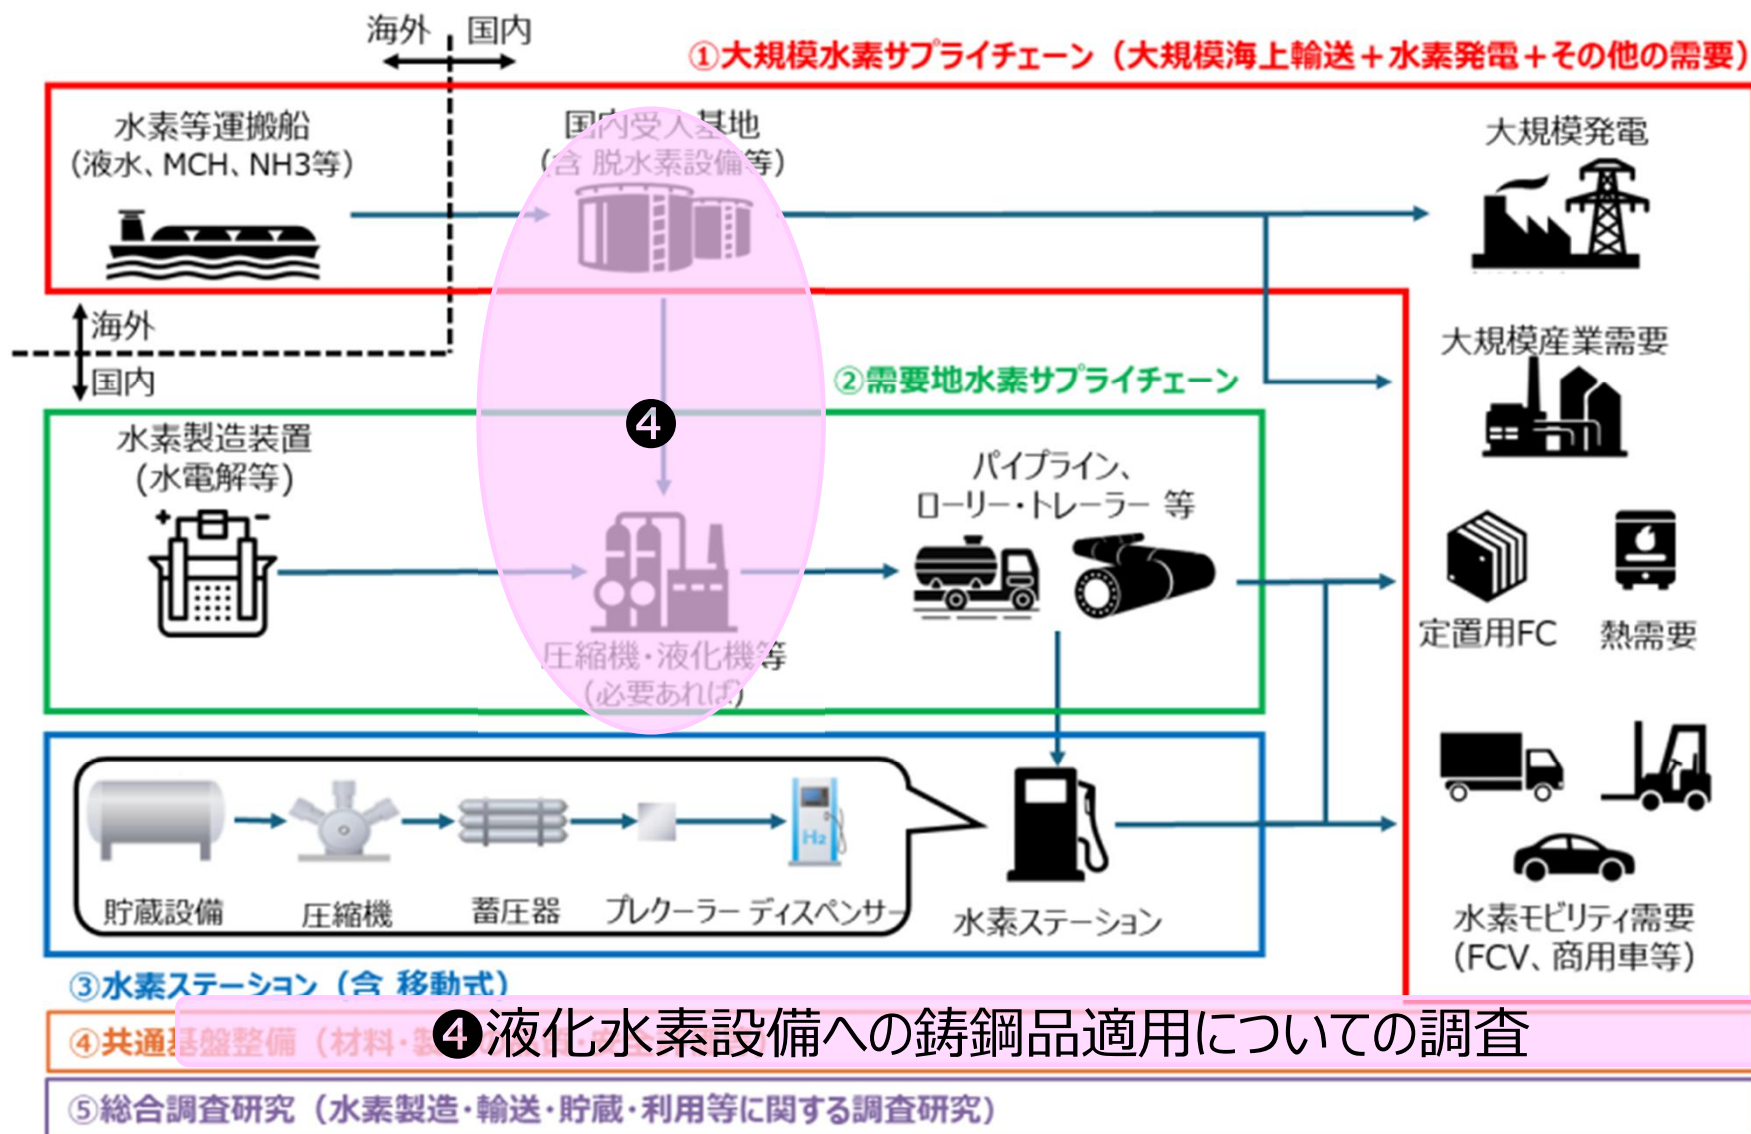 海外 国内
①大規模水素サプライチェーン（大規模海上輸送＋水素発電＋その他の需要）
水素等運搬船
（液水、MCH、NH3等）
国内受入基地
（含 脱水素設備等）
大規模発電
海外
国内
大規模産業需要
②需要地水素サプライチェーン
❹
水素製造装置
(水電解等)
パイプライン、
ローリー・トレーラー 等
圧縮機・液化機等
（必要あれば）
定置用FC
熱需要
H2
貯蔵設備
圧縮機
蓄圧器
プレクーラー
ディスペンサー
水素ステーション
水素モビリティ需要
（FCV、商用車等）
③水素ステーション（含 移動式）
④共通基盤整備（材料・
❹液化水素設備への鋳鋼品適用についての調査
⑤総合調査研究（水素製造・輸送・貯蔵・利用等に関する調査研究）